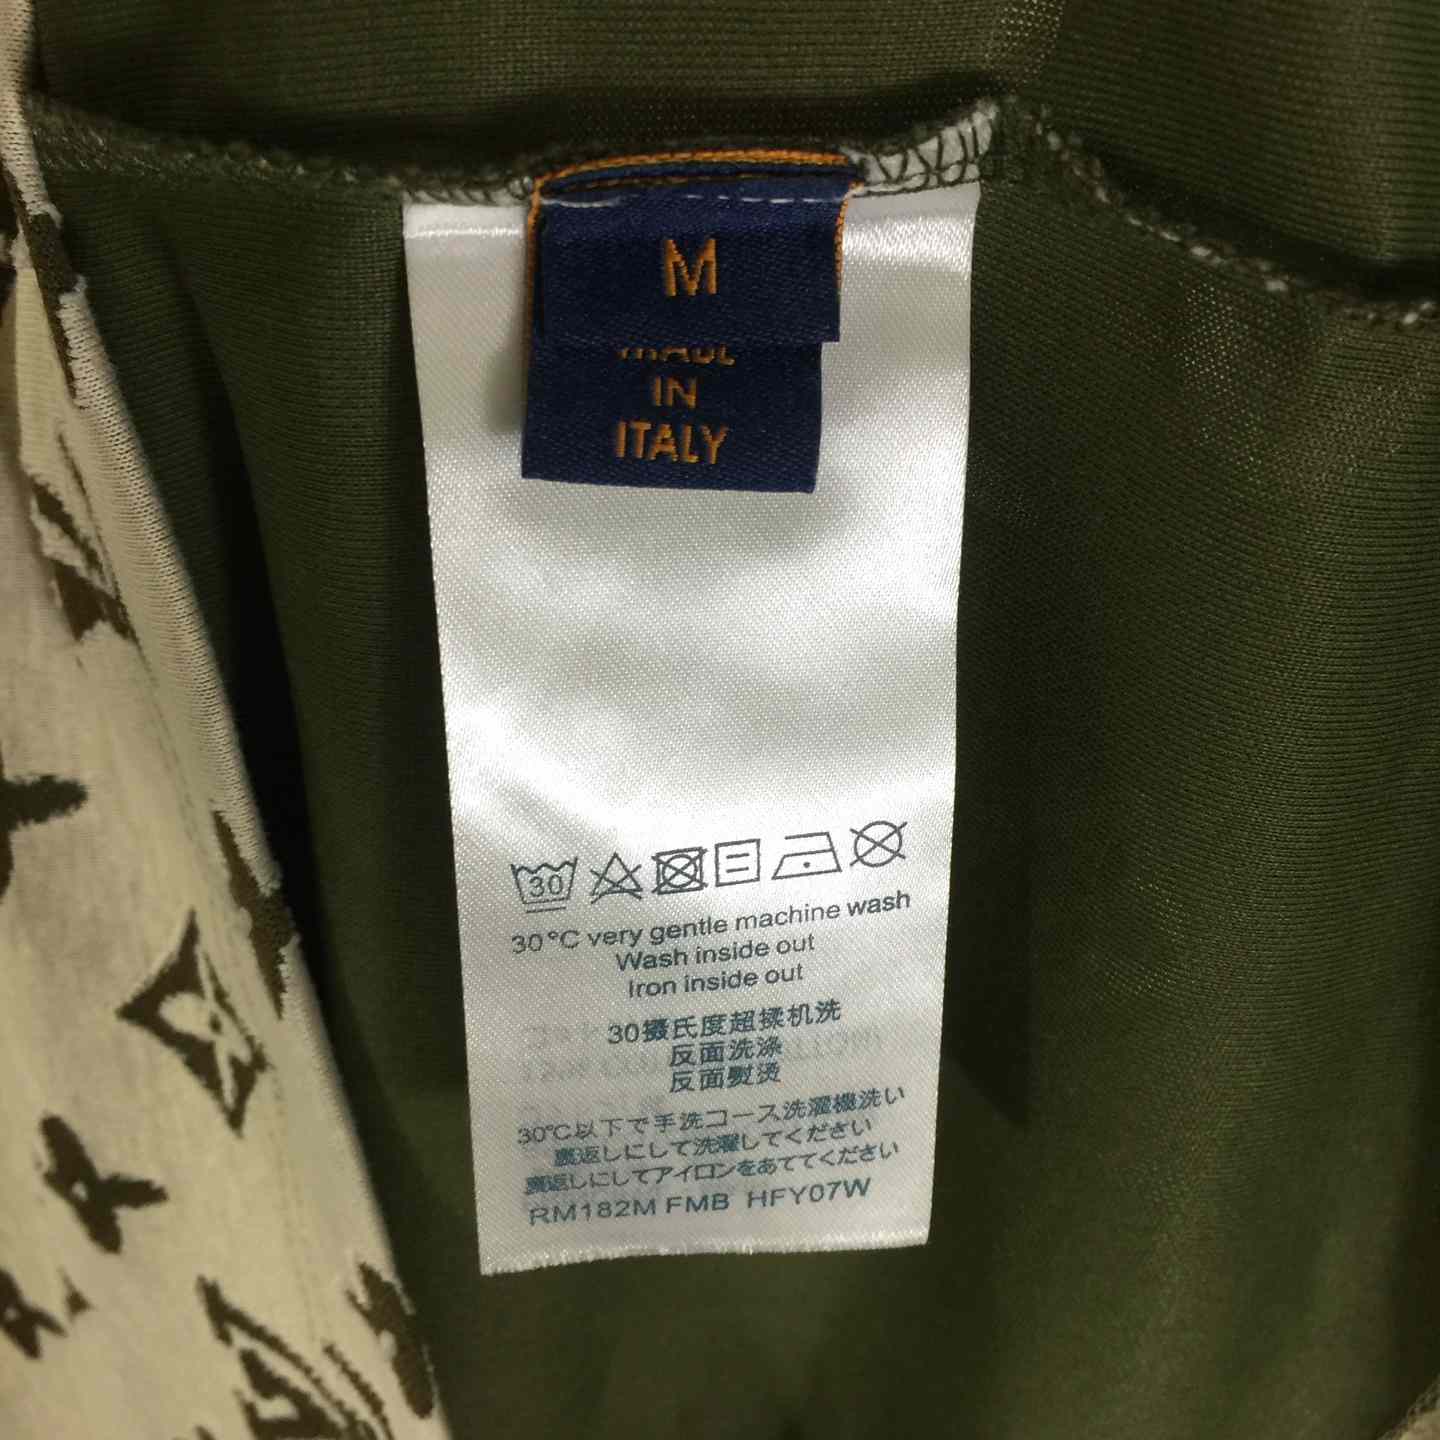 M
MADE
IN
ITALY
30
30°C very gentle machine wash
Wash inside out
Iron inside out
30摄氏度超揉机洗
反面洗涤
反面熨烫
30℃以下で手洗コース洗濯機洗い
裏返しにして洗濯してください
裏返しにしてアイロンをあててください
RM182M FMB HFY07W